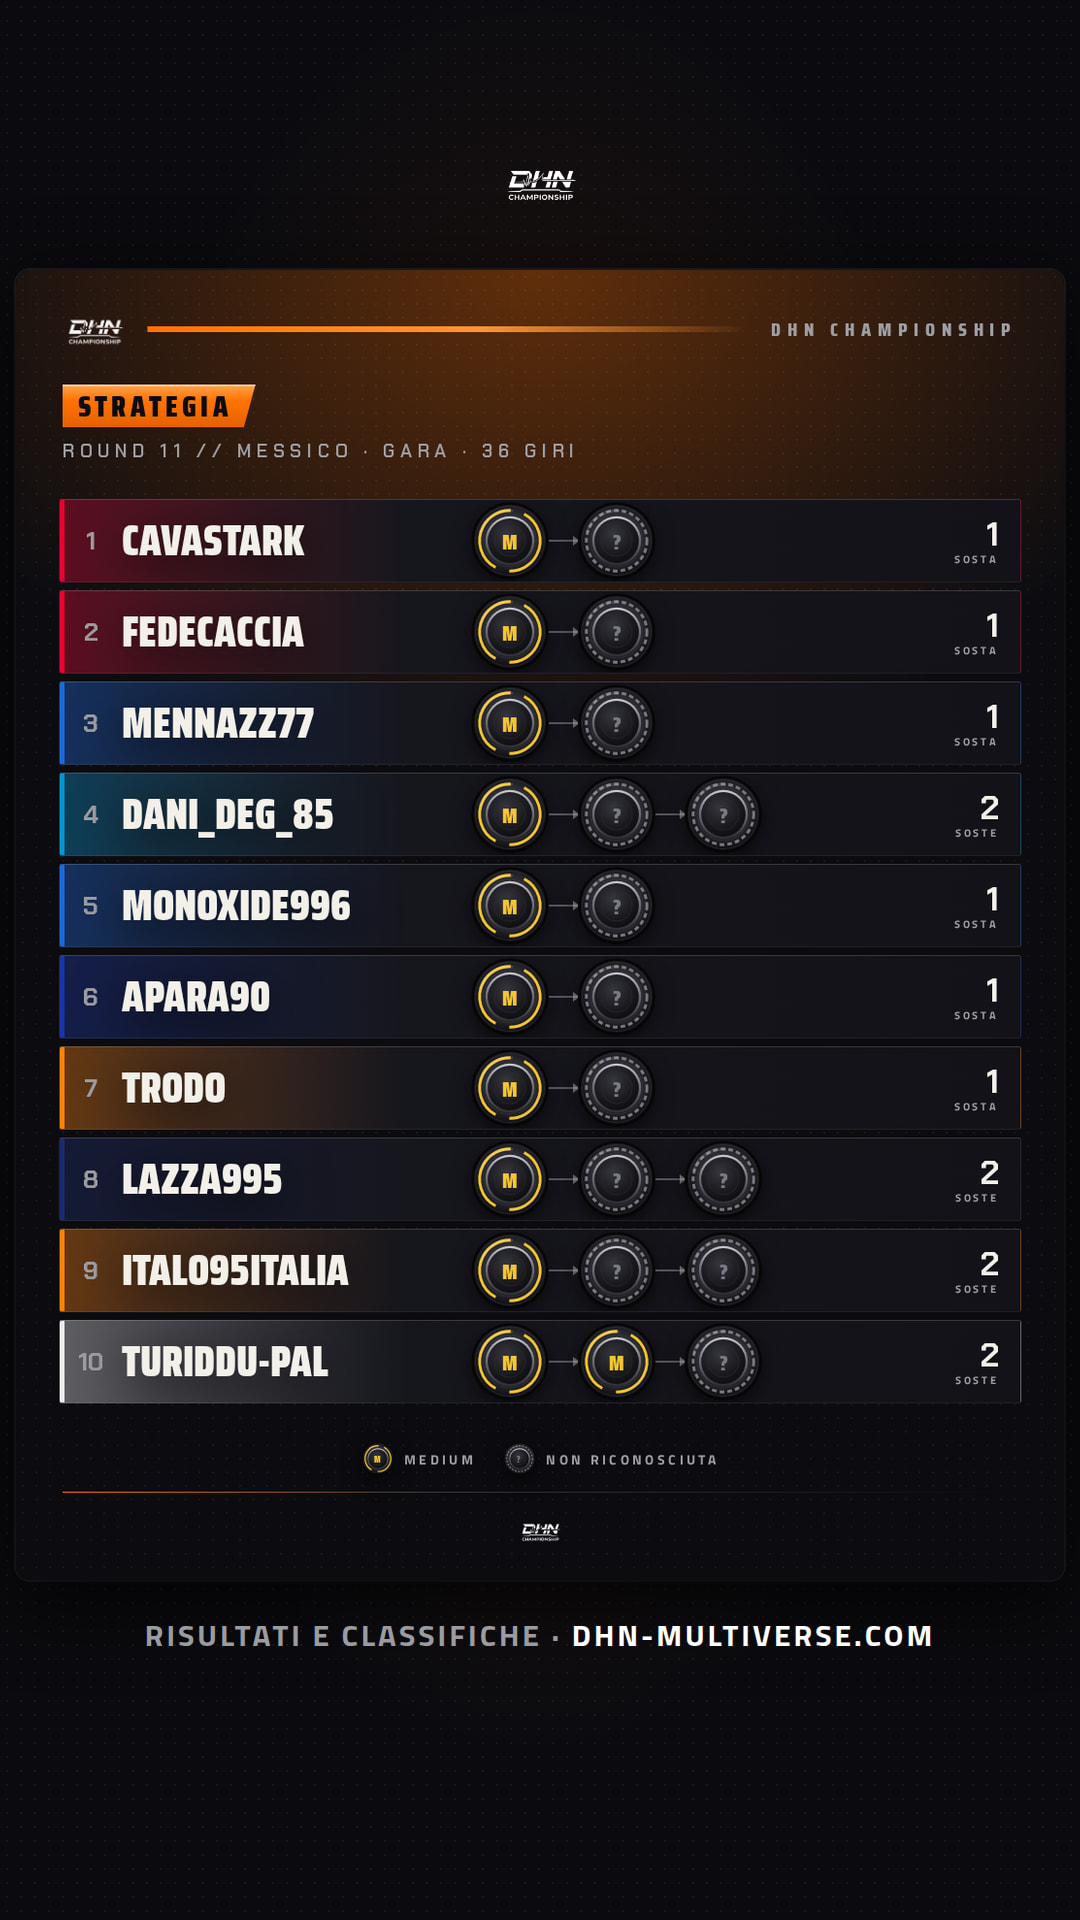 DHN
CHAMPIONSHIP
DHN
CHAMPIONSHIP
DHN CHAMPIONSHIP
STRATEGIA
ROUND 11 // MESSICO · GARA · 36 GIRI
1 CAVASTARK M ? 1 SOSTA
2 FEDECACCIA M ? 1 SOSTA
3 MENNAZZ77 M ? 1 SOSTA
4 DANI_DEG_85 M ? ? 2 SOSTE
5 MONOXIDE996 M ? 1 SOSTA
6 APARA90 M ? 1 SOSTA
7 TRODO M ? 1 SOSTA
8 LAZZA995 M ? ? 2 SOSTE
9 ITALO95ITALIA M ? ? 2 SOSTE
10 TURIDDU-PAL M M ? 2 SOSTE
M MEDIUM ? NON RICONOSCIUTA
DHN
CHAMPIONSHIP
RISULTATI E CLASSIFICHE · DHN-MULTIVERSE.COM